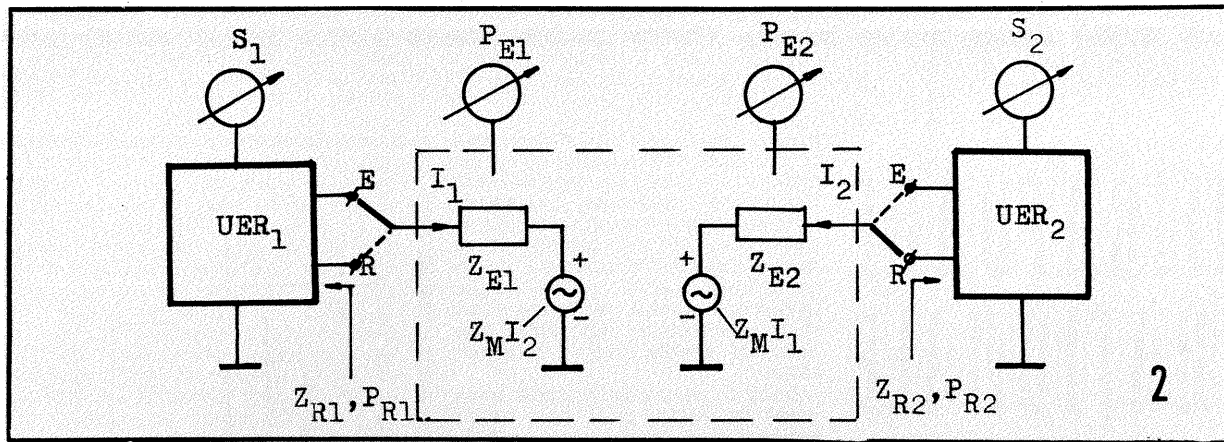 S1
PE1
PE2
S2
E
I1
I2
E
UER1
UER2
R
ZE1
+
+
ZE2
R
ZMI2
-
-
ZMI1
ZR1,PR1
ZR2,PR2
2